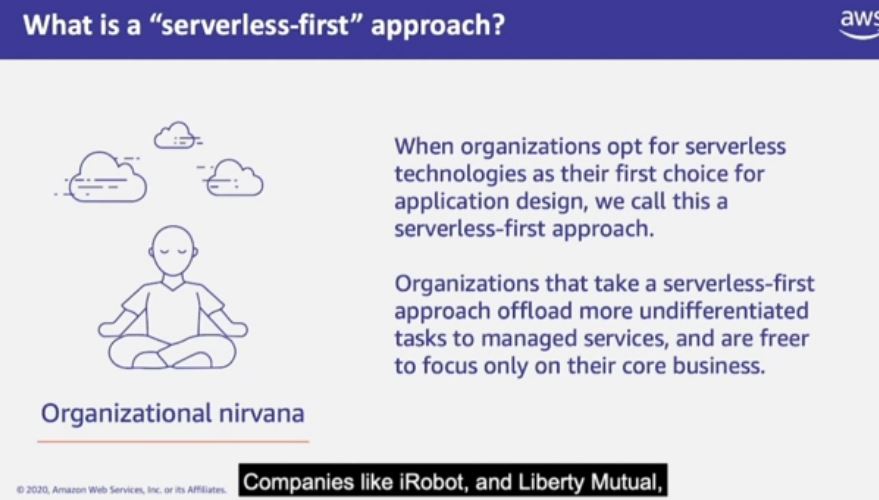 What is a “serverless-first” approach?
aws
When organizations opt for serverless
technologies as their first choice for
application design, we call this a
serverless-first approach.
Organizations that take a serverless-first
approach offload more undifferentiated
tasks to managed services, and are freer
to focus only on their core business.
Organizational nirvana
© 2020, Amazon Web Services, Inc. or its Affiliates.
Companies like iRobot, and Liberty Mutual,